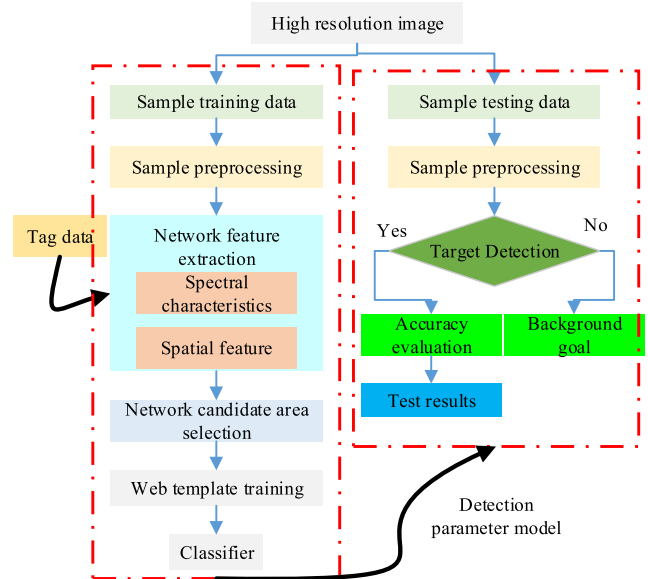 High resolution image
Sample training data
Sample preprocessing
Tag data
Network feature
extraction
Spectral
characteristics
Spatial feature
Network candidate area
selection
Web template training
Classifier
Sample testing data
Sample preprocessing
Yes
No
Target Detection
Accuracy
evaluation
Background
goal
Test results
Detection
parameter model